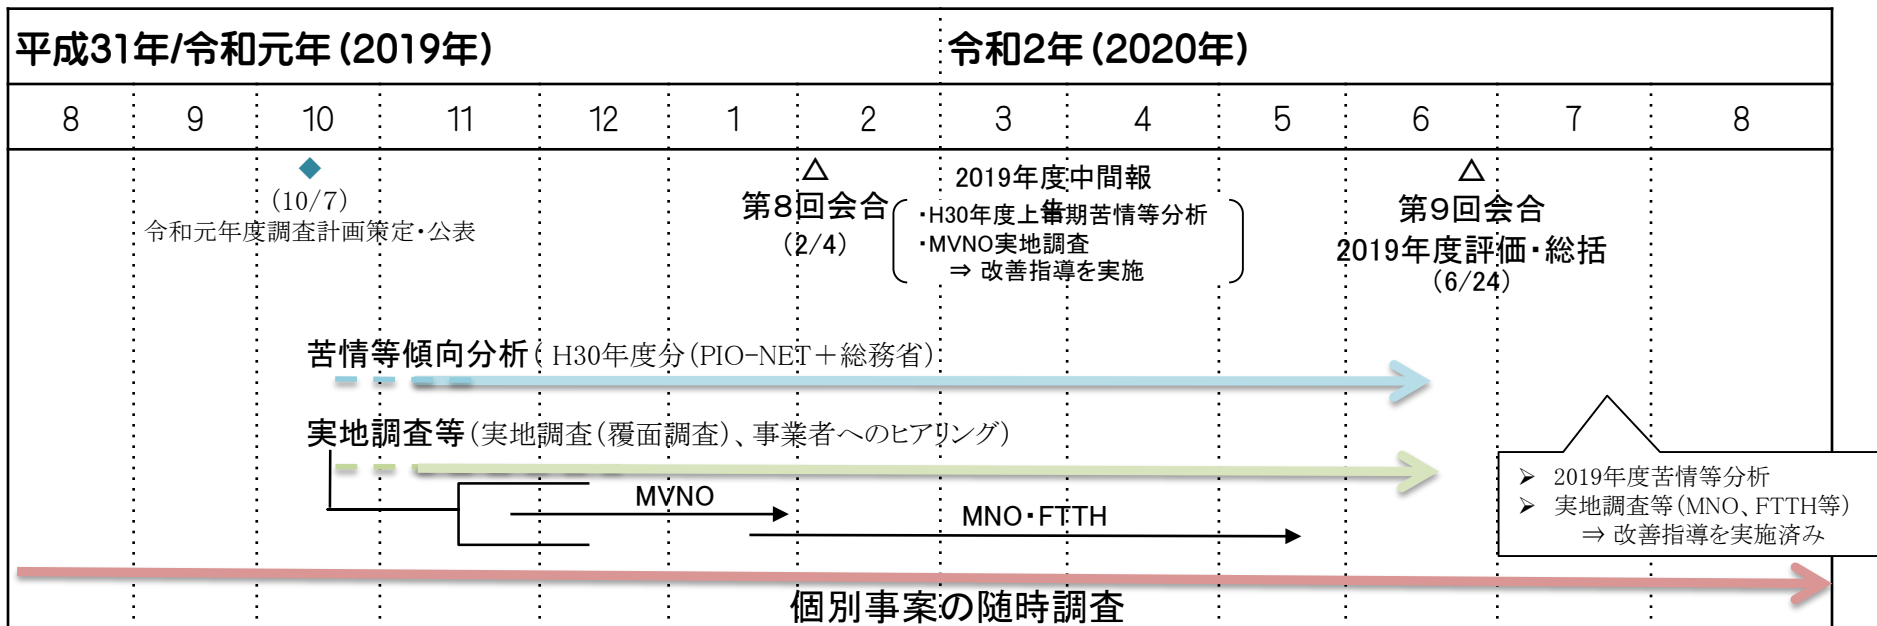 平成31年/令和元年(2019年)
令和2年(2020年)
8 9 10 11 12 1 2 3 4 5 6 7 8
◆
(10/7)
令和元年度調査計画策定・公表
△
第8回会合
(2/4)
2019年度中間報
告
・H30年度上半期苦情等分析
・MVNO実地調査
⇒ 改善指導を実施
△
第9回会合
2019年度評価・総括
(6/24)
苦情等傾向分析( H30年度分(PIO-NET+総務省)
実地調査等(実地調査(覆面調査)、事業者へのヒアリング)
MVNO
MNO・FTTH
➢ 2019年度苦情等分析
➢ 実地調査等(MNO、FTTH等)
⇒ 改善指導を実施済み
個別事案の随時調査